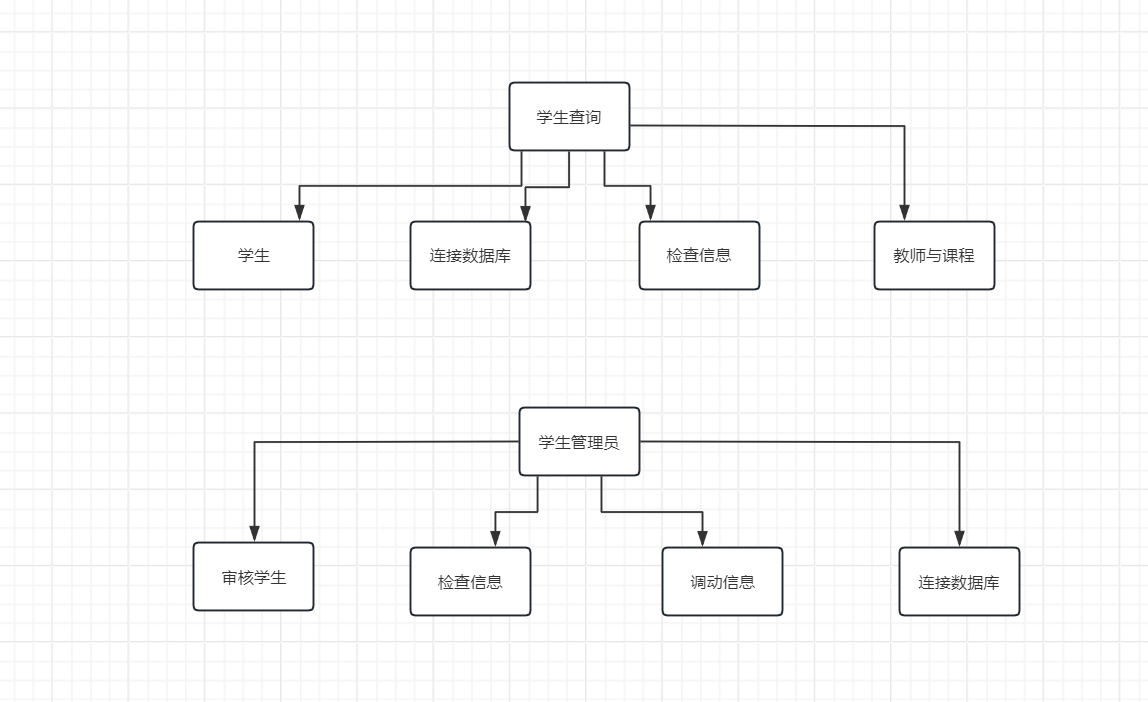 学生查询
学生
连接数据库
检查信息
教师与课程
学生管理员
审核学生
检查信息
调动信息
连接数据库